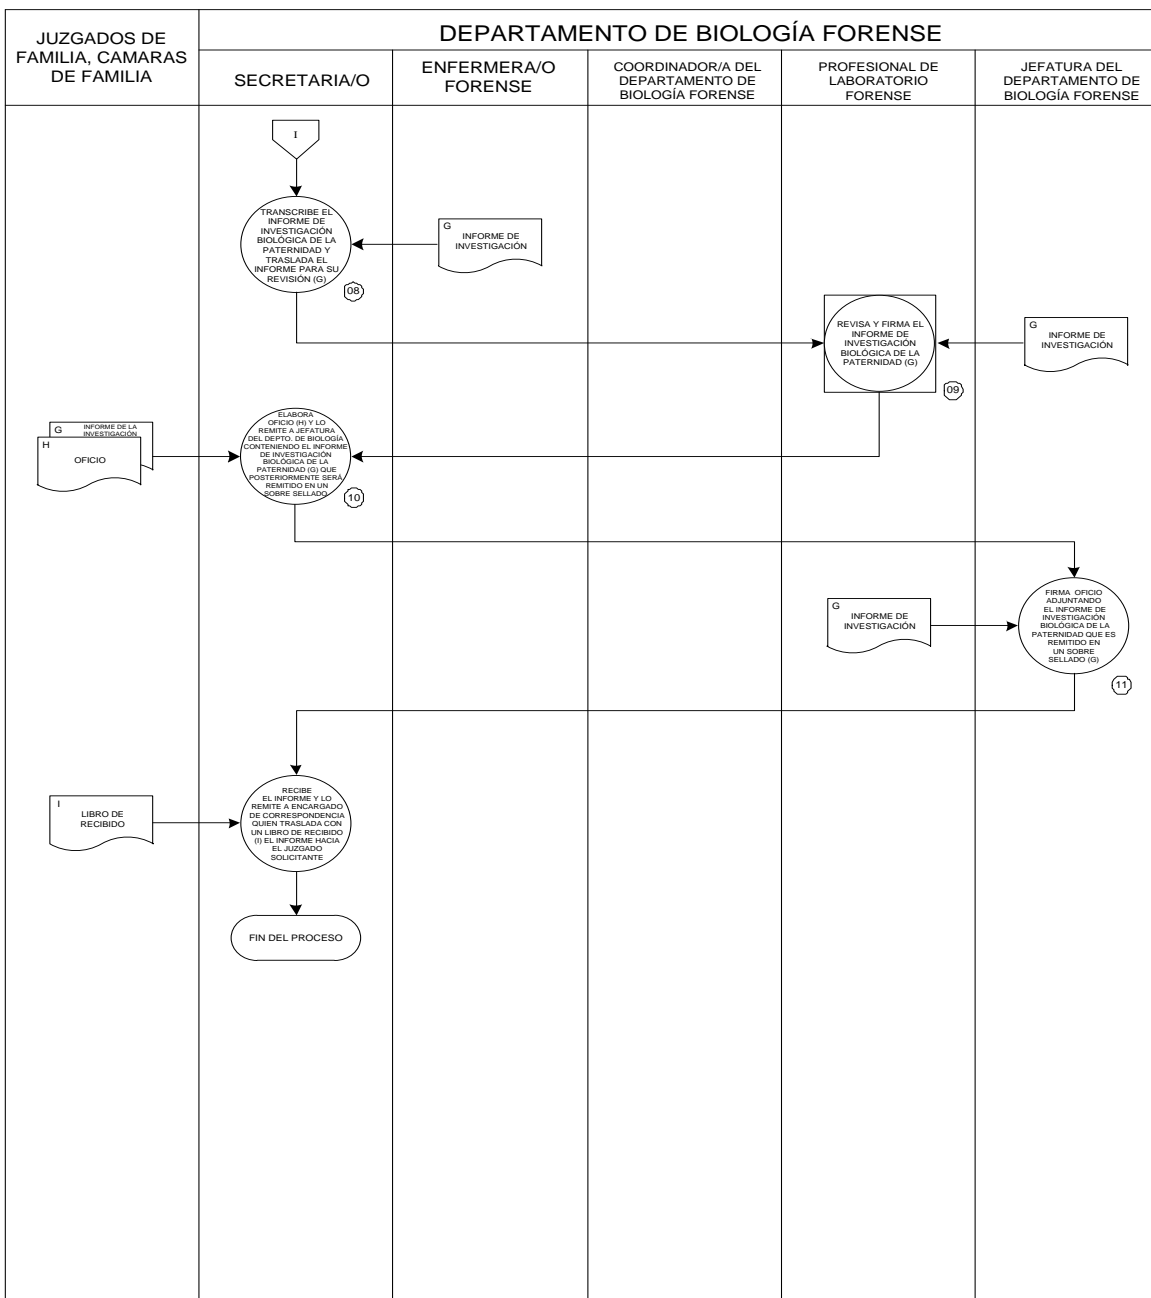 JUZGADOS DE
FAMILIA, CAMARAS
DE FAMILIA
DEPARTAMENTO DE BIOLOGÍA FORENSE
SECRETARIA/O
ENFERMERA/O
FORENSE
COORDINADOR/A DEL
DEPARTAMENTO DE
BIOLOGÍA FORENSE
PROFESIONAL DE
LABORATORIO
FORENSE
JEFATURA DEL
DEPARTAMENTO DE
BIOLOGÍA FORENSE
I
TRANSCRIBE EL
INFORME DE
INVESTIGACIÓN
BIOLÓGICA DE LA
PATERNIDAD Y
TRASLADA EL
INFORME PARA SU
REVISIÓN (G)
08
G
INFORME DE
INVESTIGACIÓN
REVISA Y FIRMA EL
INFORME DE
INVESTIGACIÓN
BIOLÓGICA DE LA
PATERNIDAD (G)
09
G
INFORME DE
INVESTIGACIÓN
G
INFORME DE LA
INVESTIGACIÓN
H
OFICIO
ELABORA
OFICIO (H) Y LO
REMITE A JEFATURA
DEL DEPTO. DE BIOLOGÍA
CONTENIENDO EL INFORME
DE INVESTIGACIÓN
BIOLÓGICA DE LA
PATERNIDAD (G) QUE
POSTERIORMENTE SERÁ
REMITIDO EN UN
SOBRE SELLADO
10
G
INFORME DE
INVESTIGACIÓN
FIRMA OFICIO
ADJUNTANDO
EL INFORME DE
INVESTIGACIÓN
BIOLÓGICA DE LA
PATERNIDAD QUE ES
REMITIDO EN
UN SOBRE
SELLADO (G)
11
I
LIBRO DE
RECIBIDO
RECIBE
EL INFORME Y LO
REMITE A ENCARGADO
DE CORRESPONDENCIA
QUIEN TRASLADA CON
UN LIBRO DE RECIBIDO
(I) EL INFORME HACIA
EL JUZGADO
SOLICITANTE
FIN DEL PROCESO